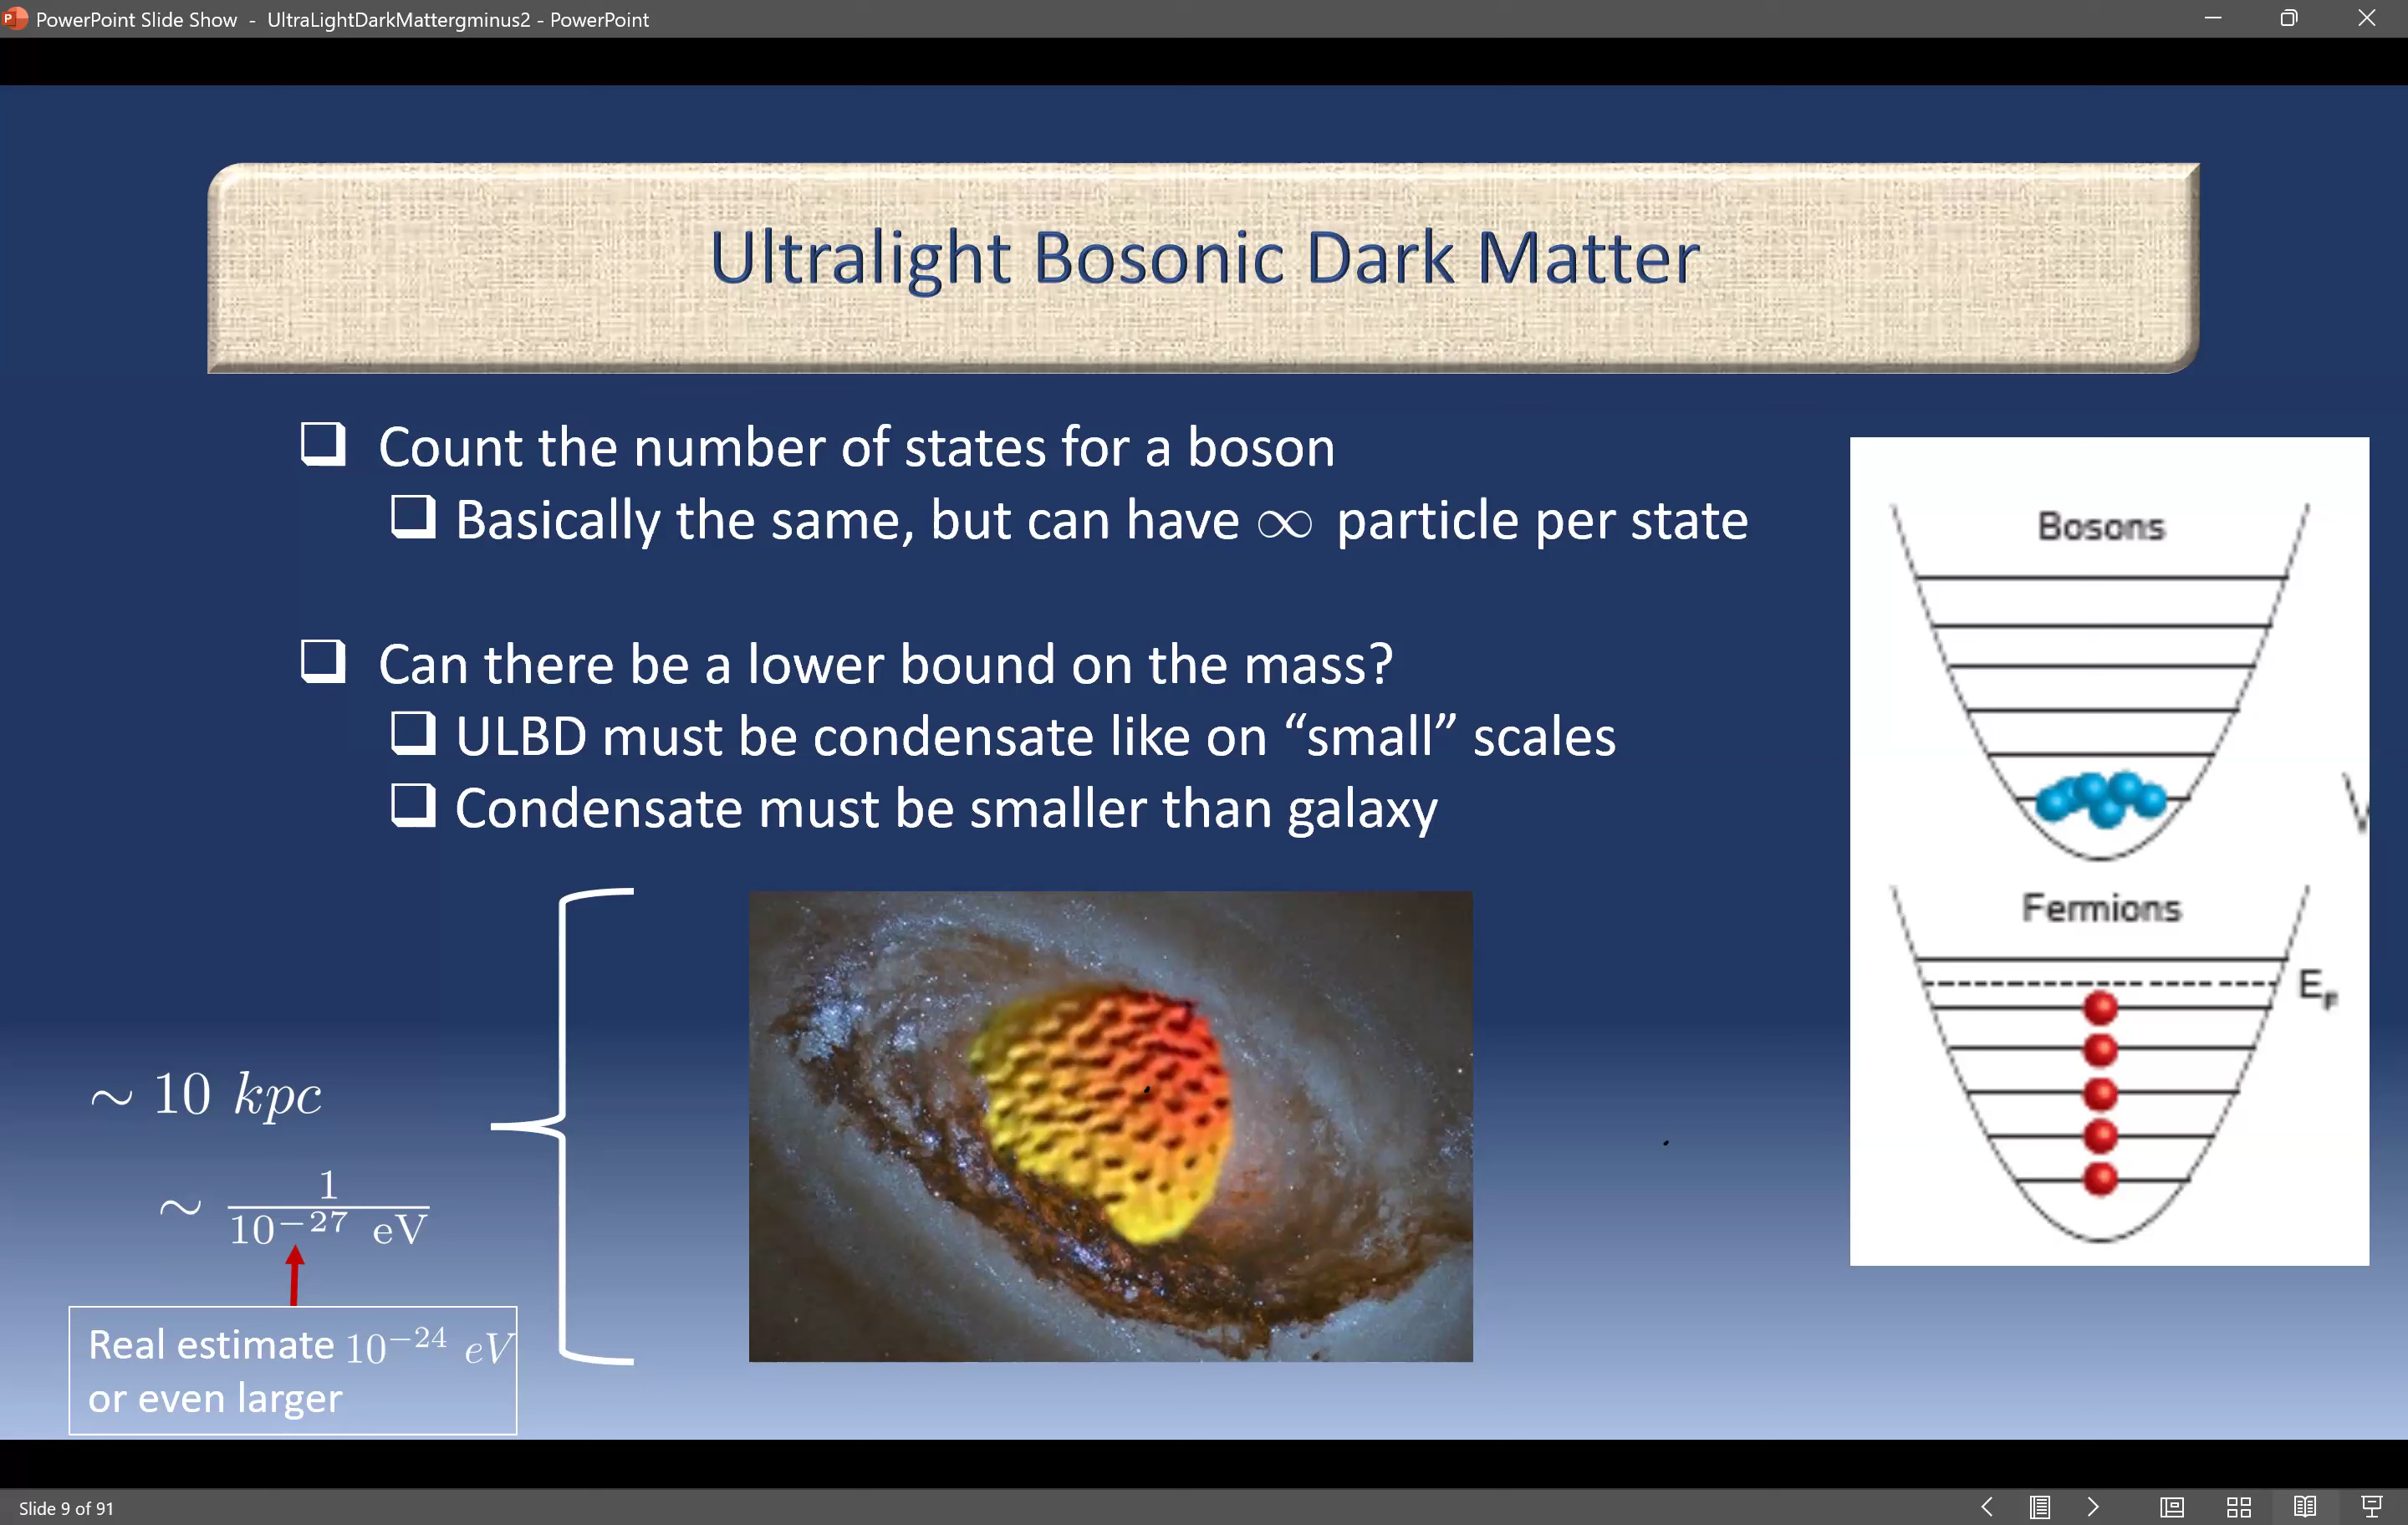 PowerPoint Slide Show - UltraLightDarkMattergminus2 - PowerPoint
Ultralight Bosonic Dark Matter
Count the number of states for a boson
Basically the same, but can have ∞ particle per state
Can there be a lower bound on the mass?
ULBD must be condensate like on “small” scales
Condensate must be smaller than galaxy
∼ 10 kpc
∼ 1 / 10⁻²⁷ eV
Real estimate 10⁻²⁴ eV
or even larger
Bosons
V
Fermions
E_F
Slide 9 of 91